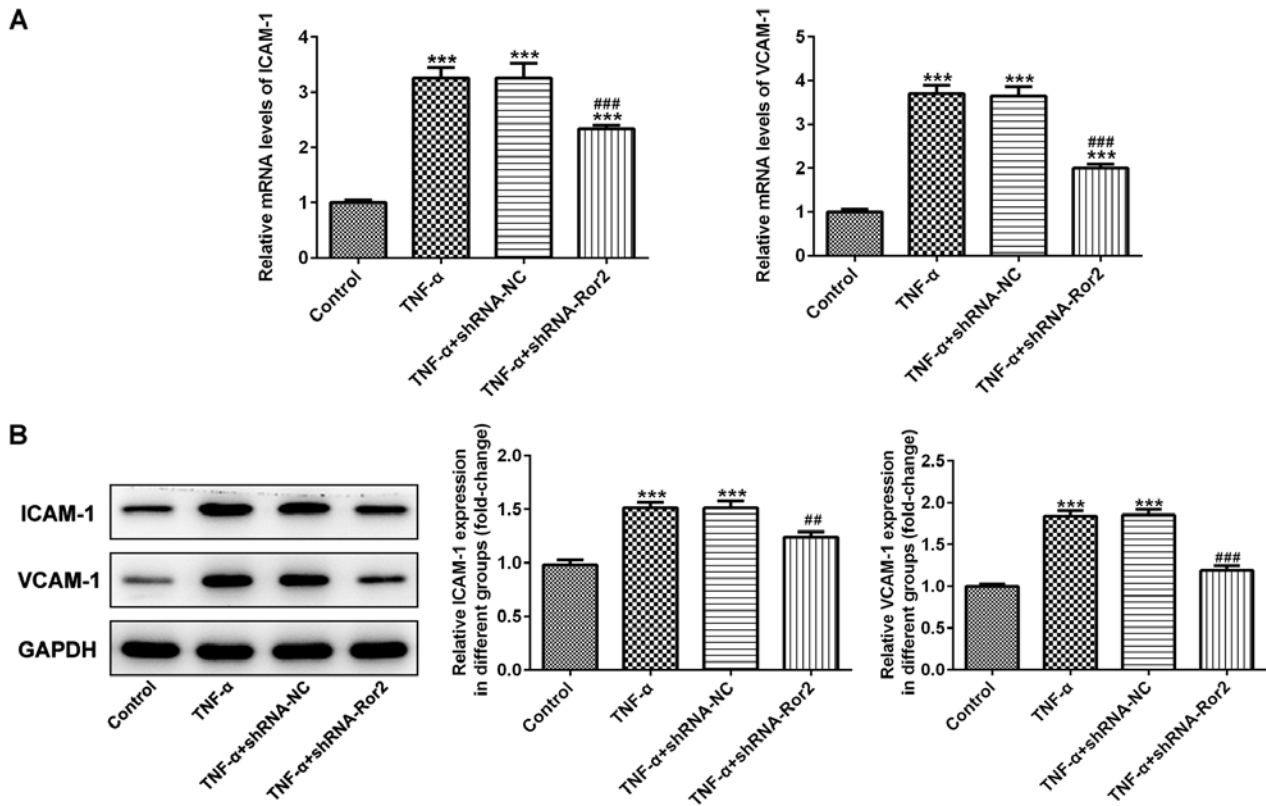 A
Relative mRNA levels of ICAM-1
4
3
2
1
0
***
***
###
***
Control
TNF-α
TNF-α+shRNA-NC
TNF-α+shRNA-Ror2
Relative mRNA levels of VCAM-1
5
4
3
2
1
0
***
***
###
***
Control
TNF-α
TNF-α+shRNA-NC
TNF-α+shRNA-Ror2
B
ICAM-1
VCAM-1
GAPDH
Control
TNF-α
TNF-α+shRNA-NC
TNF-α+shRNA-Ror2
Relative ICAM-1 expression
in different groups (fold-change)
2.0
1.5
1.0
0.5
0.0
***
***
##
Control
TNF-α
TNF-α+shRNA-NC
TNF-α+shRNA-Ror2
Relative VCAM-1 expression
in different groups (fold-change)
2.5
2.0
1.5
1.0
0.5
0.0
***
***
###
Control
TNF-α
TNF-α+shRNA-NC
TNF-α+shRNA-Ror2